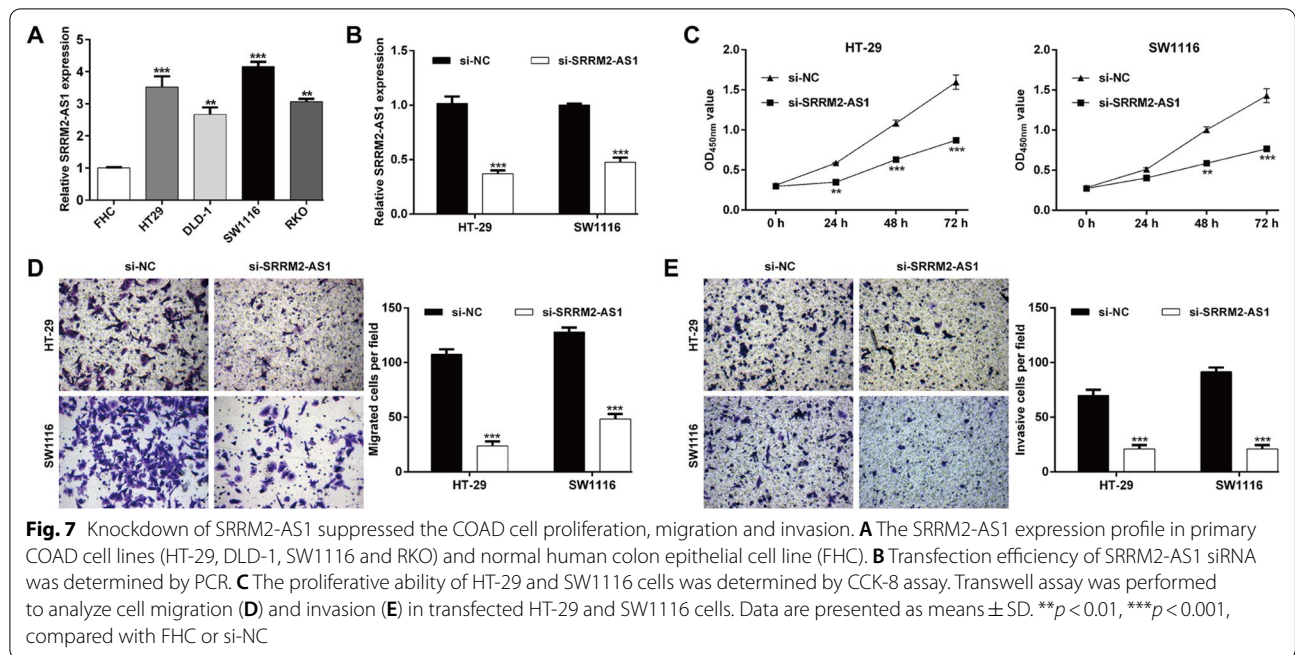 A
Relative SRRM2-AS1 expression
5
4
3
2
1
0
***
**
***
**
FHC
HT29
DLD-1
SW1116
RKO
B
si-NC
si-SRRM2-AS1
Relative SRRM2-AS1 expression
1.5
1.0
0.5
0.0
***
***
HT-29
SW1116
C
HT-29
si-NC
si-SRRM2-AS1
OD450nm value
2.0
1.5
1.0
0.5
0.0
**
***
***
0 h
24 h
48 h
72 h
SW1116
si-NC
si-SRRM2-AS1
OD450nm value
2.0
1.5
1.0
0.5
0.0
**
***
0 h
24 h
48 h
72 h
D
si-NC
si-SRRM2-AS1
HT-29
SW1116
si-NC
si-SRRM2-AS1
Migrated cells per field
150
100
50
0
***
***
HT-29
SW1116
E
si-NC
si-SRRM2-AS1
HT-29
SW1116
si-NC
si-SRRM2-AS1
Invasive cells per field
150
100
50
0
***
***
HT-29
SW1116
Fig. 7 Knockdown of SRRM2-AS1 suppressed the COAD cell proliferation, migration and invasion. A The SRRM2-AS1 expression profile in primary
COAD cell lines (HT-29, DLD-1, SW1116 and RKO) and normal human colon epithelial cell line (FHC). B Transfection efficiency of SRRM2-AS1 siRNA
was determined by PCR. C The proliferative ability of HT-29 and SW1116 cells was determined by CCK-8 assay. Transwell assay was performed
to analyze cell migration (D) and invasion (E) in transfected HT-29 and SW1116 cells. Data are presented as means ± SD. **p < 0.01, ***p < 0.001,
compared with FHC or si-NC